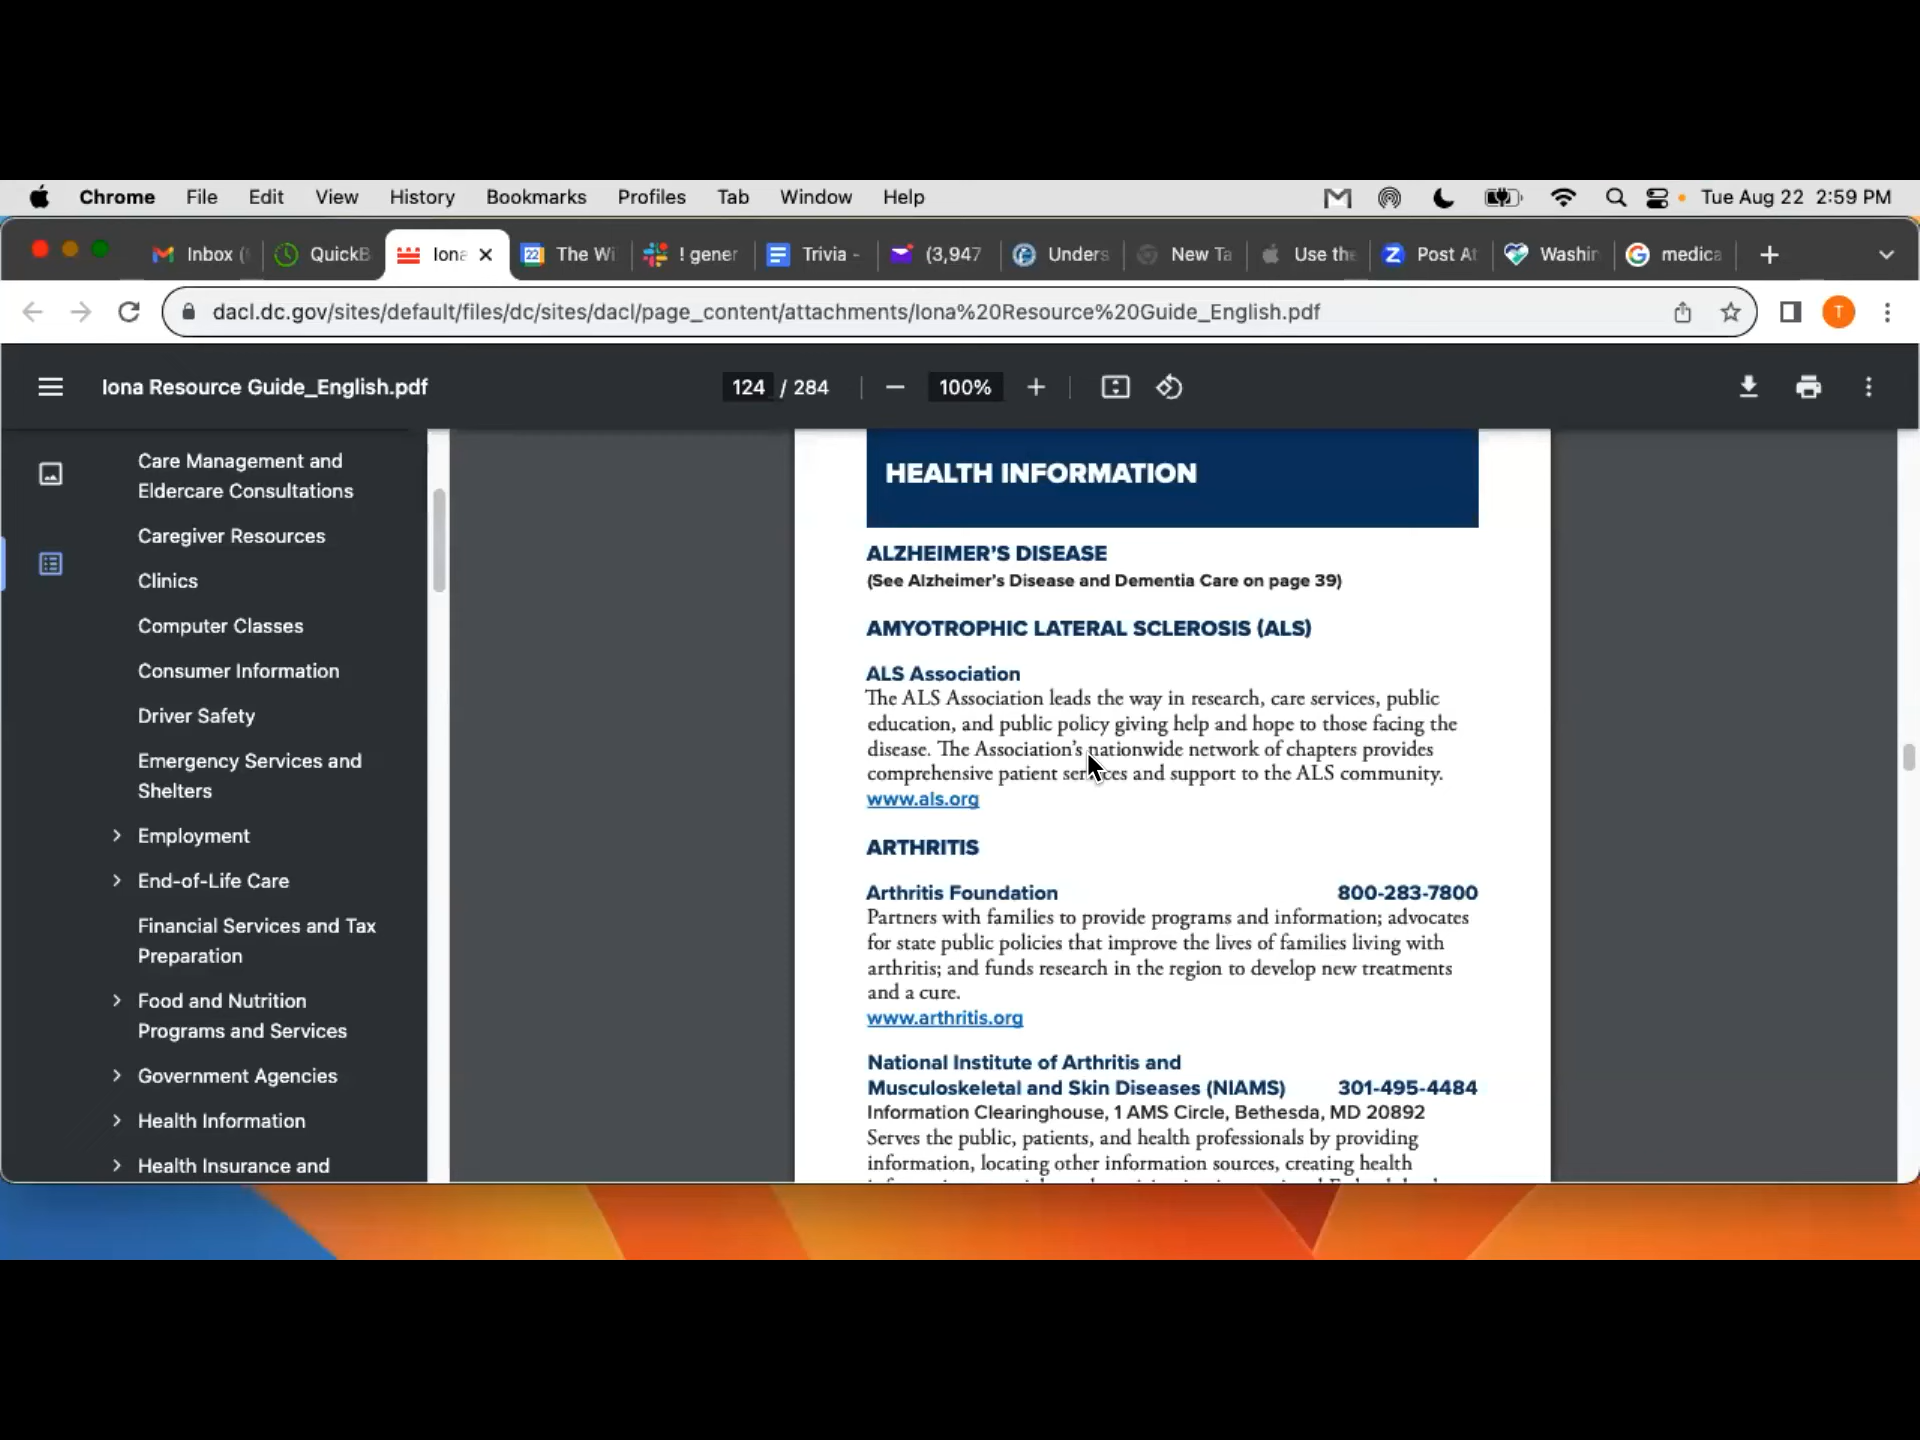 Chrome File Edit View History Bookmarks Profiles Tab Window Help Tue Aug 22 2:59 PM
Inbox ( QuickB Iona 22 The Wi ! gener Trivia - (3,947 Unders New Ta Use the Post At Washin medica
dacl.dc.gov/sites/default/files/dc/sites/dacl/page_content/attachments/Iona%20Resource%20Guide_English.pdf T
Iona Resource Guide_English.pdf 124 / 284 100%
Care Management and
Eldercare Consultations
Caregiver Resources
Clinics
Computer Classes
Consumer Information
Driver Safety
Emergency Services and
Shelters
Employment
End-of-Life Care
Financial Services and Tax
Preparation
Food and Nutrition
Programs and Services
Government Agencies
Health Information
Health Insurance and
HEALTH INFORMATION
ALZHEIMER'S DISEASE
(See Alzheimer's Disease and Dementia Care on page 39)
AMYOTROPHIC LATERAL SCLEROSIS (ALS)
ALS Association
The ALS Association leads the way in research, care services, public
education, and public policy giving help and hope to those facing the
disease. The Association's nationwide network of chapters provides
comprehensive patient services and support to the ALS community.
www.als.org
ARTHRITIS
Arthritis Foundation 800-283-7800
Partners with families to provide programs and information; advocates
for state public policies that improve the lives of families living with
arthritis; and funds research in the region to develop new treatments
and a cure.
www.arthritis.org
National Institute of Arthritis and
Musculoskeletal and Skin Diseases (NIAMS) 301-495-4484
Information Clearinghouse, 1 AMS Circle, Bethesda, MD 20892
Serves the public, patients, and health professionals by providing
information, locating other information sources, creating health